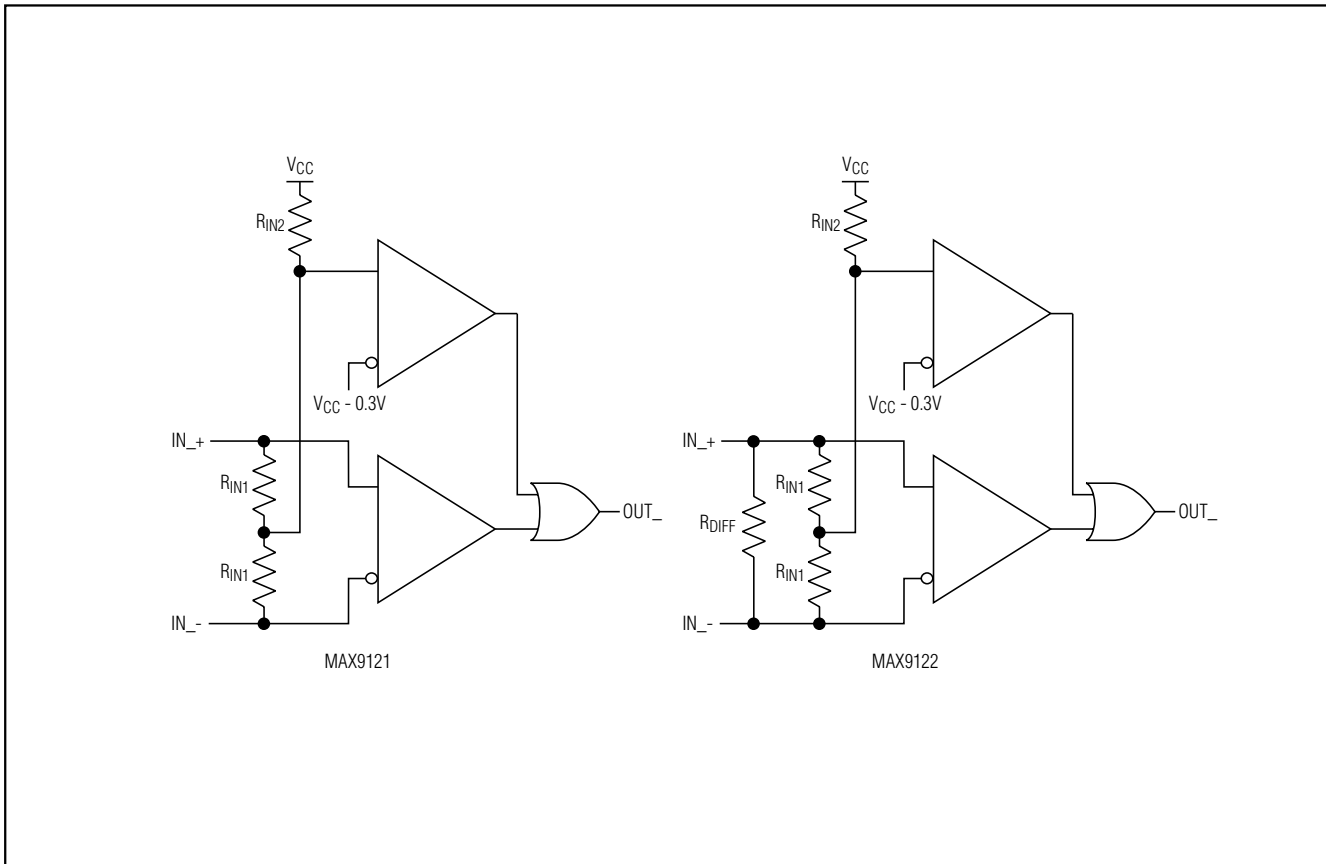 VCC
RIN2
VCC - 0.3V
IN_+
RIN1
RIN1
OUT_
IN_-
MAX9121
VCC
RIN2
VCC - 0.3V
IN_+
RIN1
RDIFF
RIN1
OUT_
IN_-
MAX9122